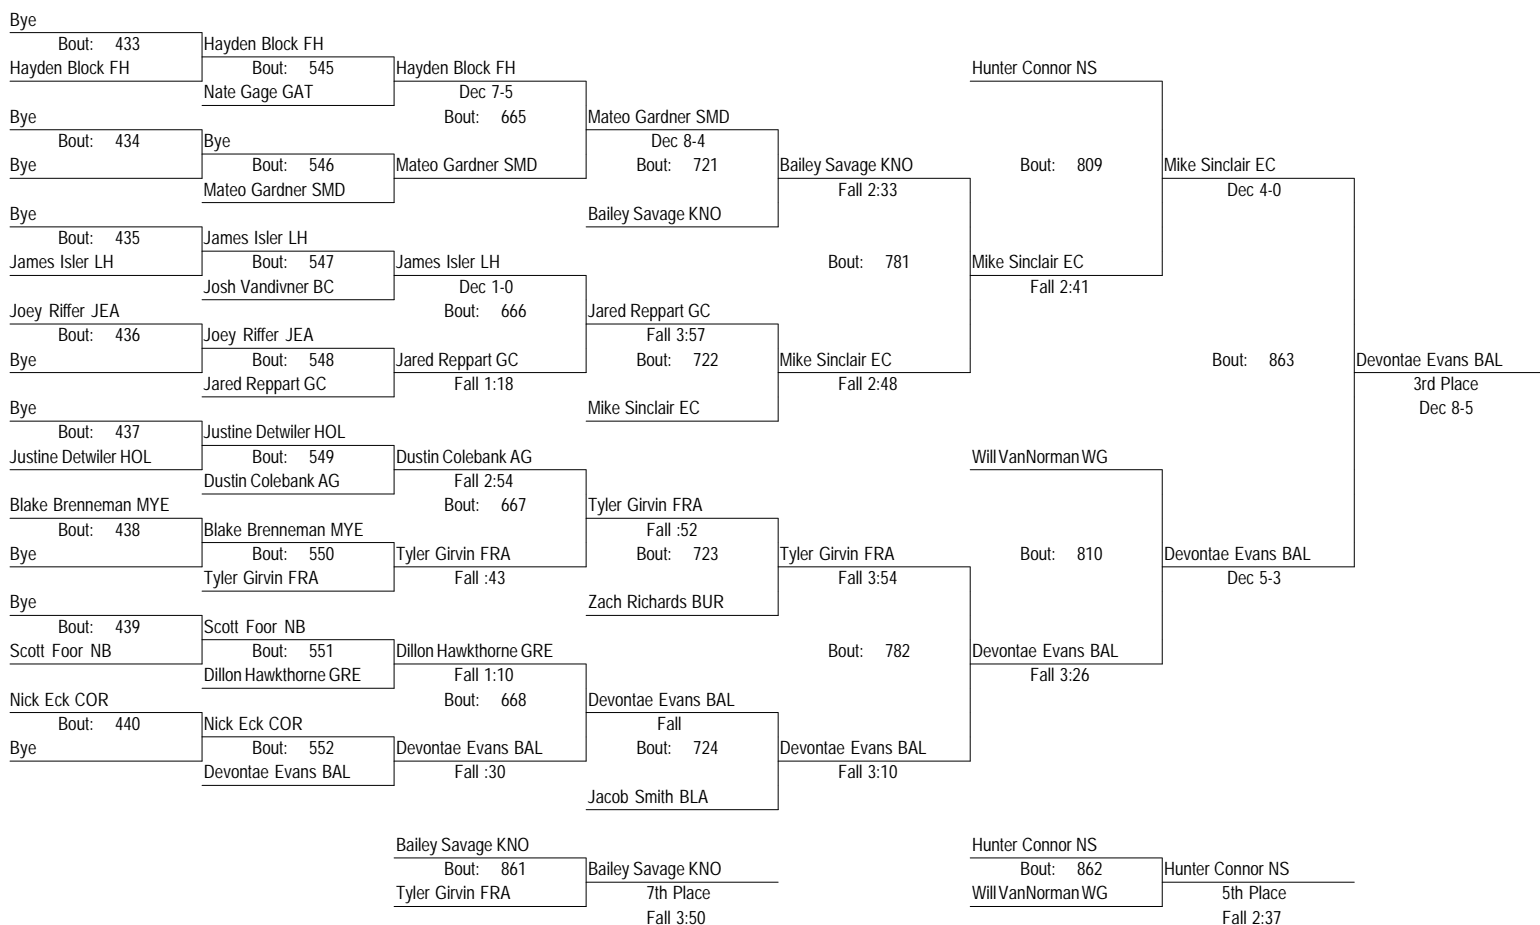 Bye
Bout: 433 Hayden Block FH
Hayden Block FH Bout: 545 Hayden Block FH Hunter Connor NS
Nate Gage GAT Dec 7-5
Bye Bout: 665 Mateo Gardner SMD
Bout: 434 Bye Dec 8-4
Bye Bout: 546 Mateo Gardner SMD Bout: 721 Bailey Savage KNO Bout: 809 Mike Sinclair EC
Mateo Gardner SMD Fall 2:33 Dec 4-0
Bye Bailey Savage KNO
Bout: 435 James Isler LH
James Isler LH Bout: 547 James Isler LH Bout: 781 Mike Sinclair EC
Josh Vandivner BC Dec 1-0 Fall 2:41
Joey Riffer JEA Bout: 666 Jared Reppart GC
Bout: 436 Joey Riffer JEA Fall 3:57
Bye Bout: 548 Jared Reppart GC Bout: 722 Mike Sinclair EC Bout: 863 Devontae Evans BAL
Jared Reppart GC Fall 1:18 Fall 2:48 3rd Place
Bye Mike Sinclair EC Dec 8-5
Bout: 437 Justine Detwiler HOL
Justine Detwiler HOL Bout: 549 Dustin Colebank AG Will VanNorman WG
Dustin Colebank AG Fall 2:54
Blake Brenneman MYE Bout: 667 Tyler Girvin FRA
Bout: 438 Blake Brenneman MYE Fall :52
Bye Bout: 550 Tyler Girvin FRA Bout: 723 Tyler Girvin FRA Bout: 810 Devontae Evans BAL
Tyler Girvin FRA Fall :43 Fall 3:54 Dec 5-3
Bye Zach Richards BUR
Bout: 439 Scott Foor NB
Scott Foor NB Bout: 551 Dillon Hawkthorne GRE Bout: 782 Devontae Evans BAL
Dillon Hawkthorne GRE Fall 1:10 Fall 3:26
Nick Eck COR Bout: 668 Devontae Evans BAL
Bout: 440 Nick Eck COR Fall
Bye Bout: 552 Devontae Evans BAL Bout: 724 Devontae Evans BAL
Devontae Evans BAL Fall :30 Fall 3:10
Jacob Smith BLA
Bailey Savage KNO Hunter Connor NS
Bout: 861 Bailey Savage KNO Bout: 862 Hunter Connor NS
Tyler Girvin FRA 7th Place Will VanNorman WG 5th Place
Fall 3:50 Fall 2:37